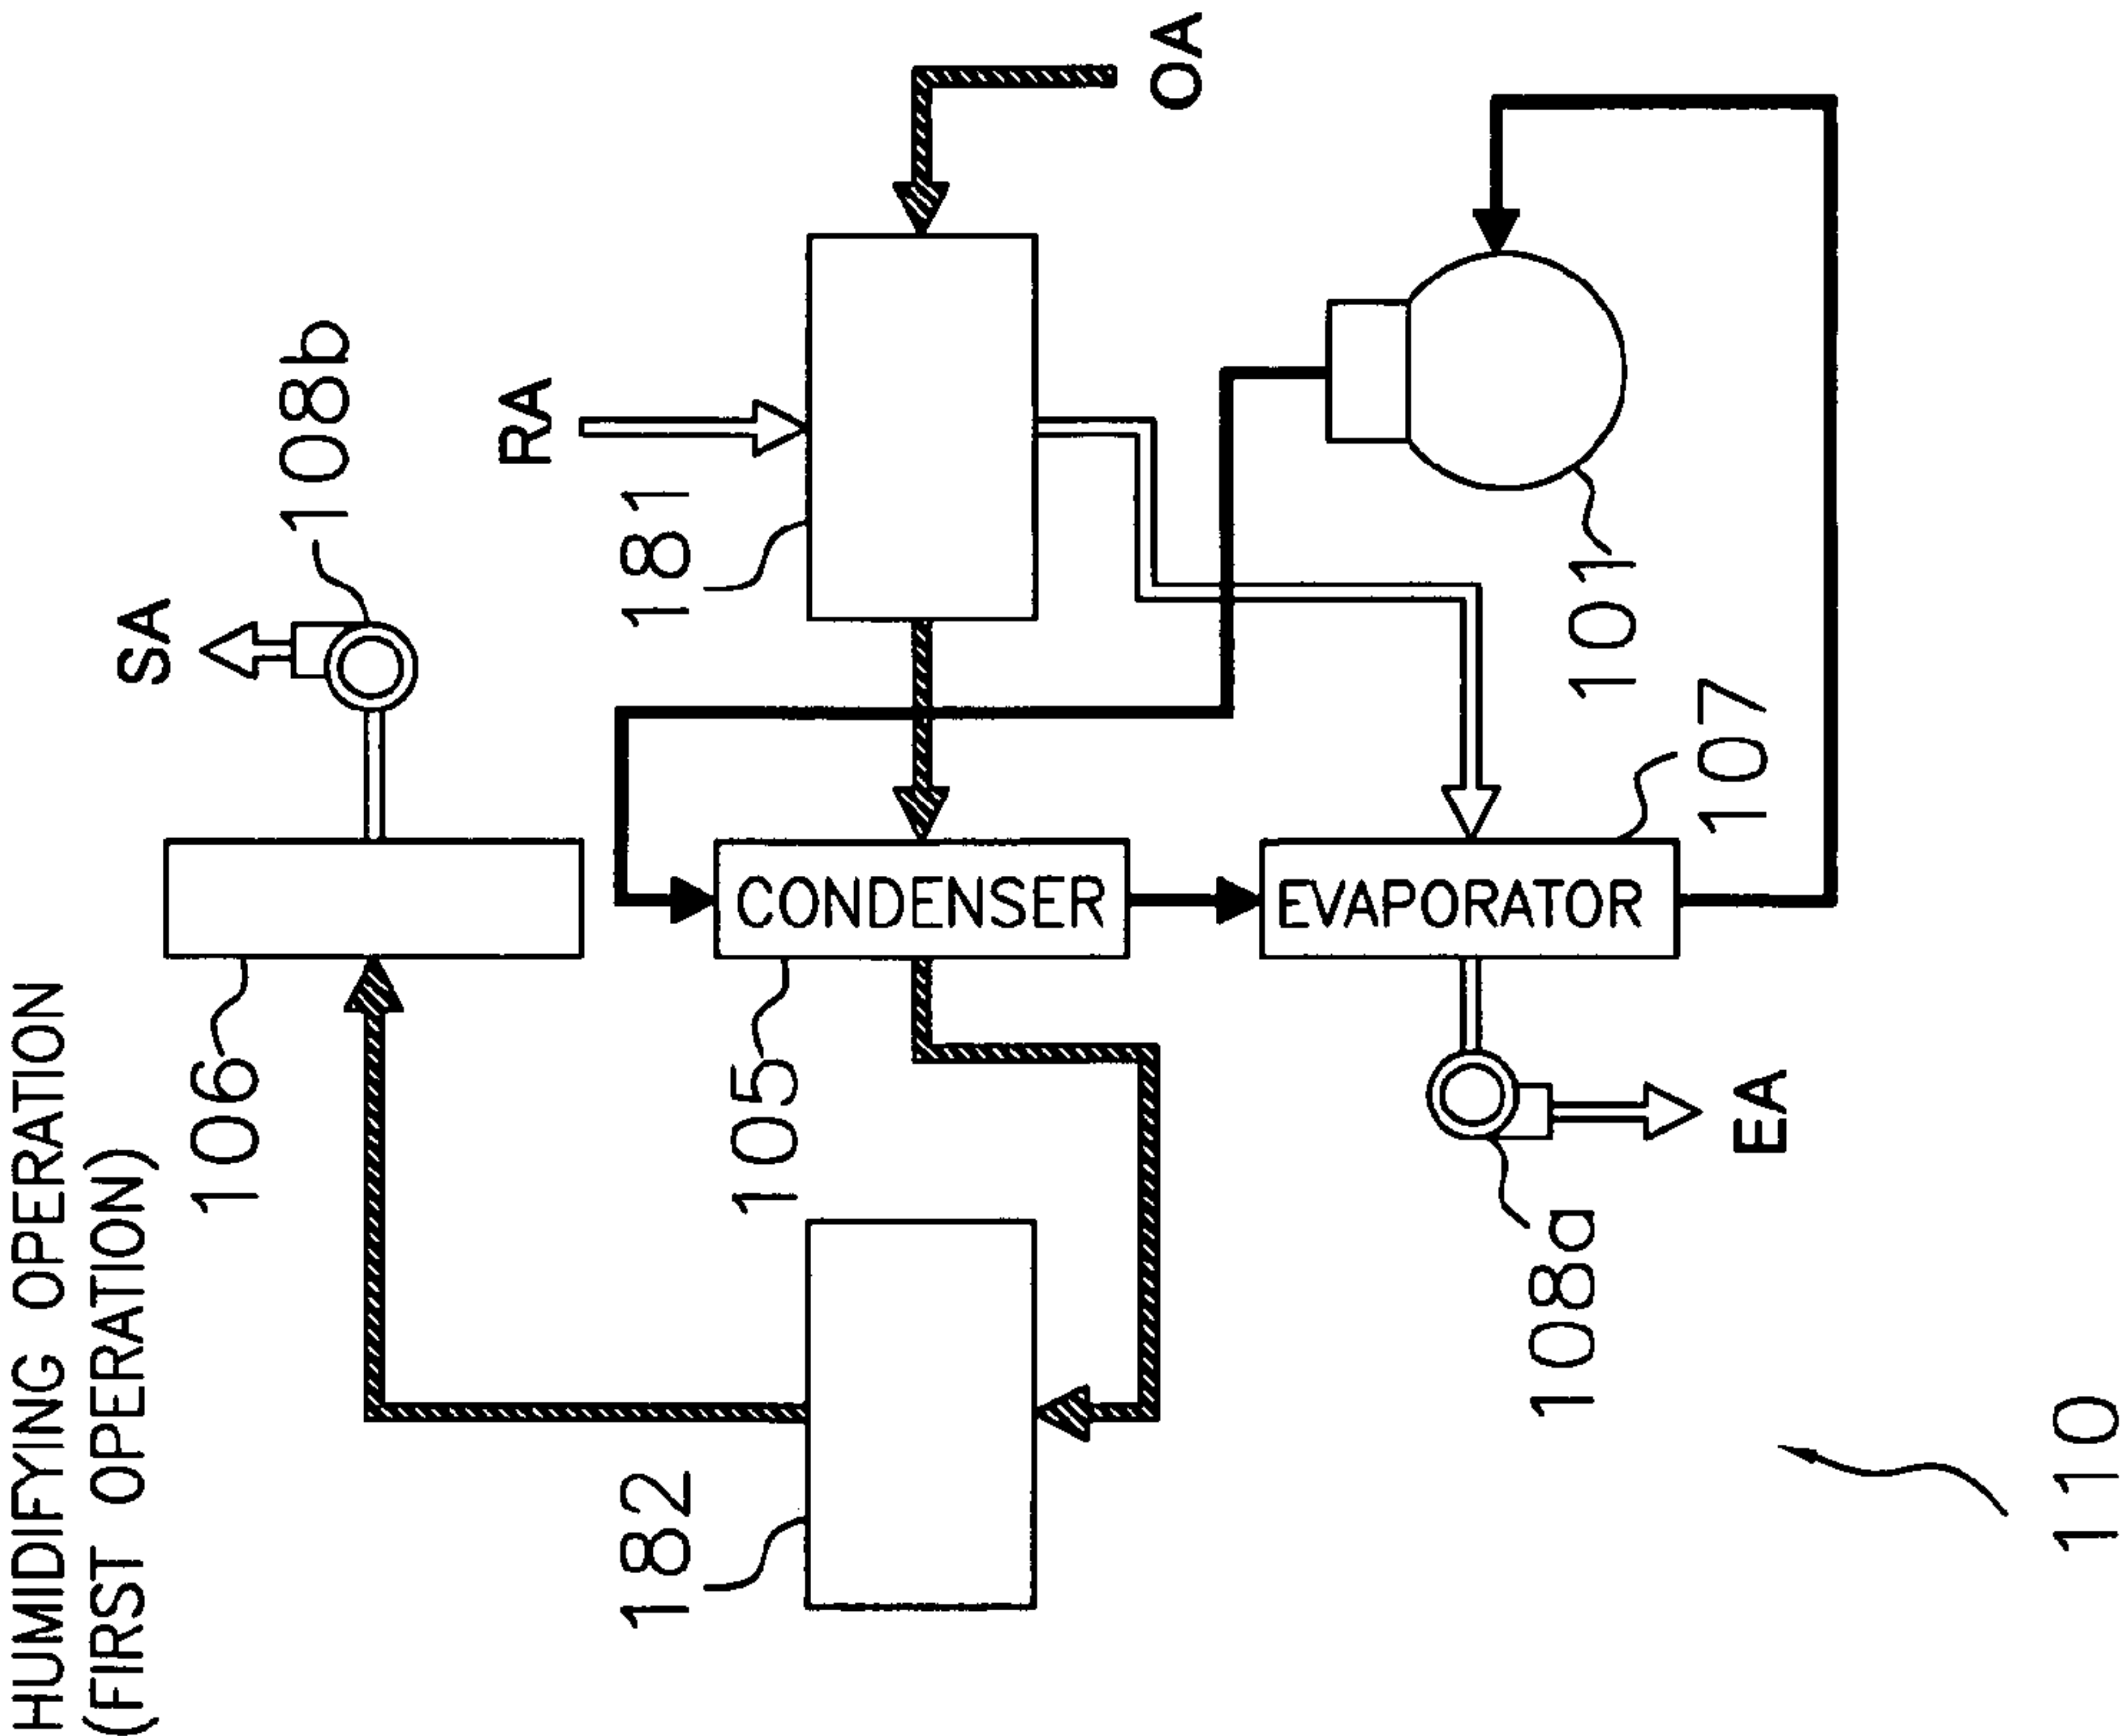 HUMIDIFYING OPERATION
(FIRST OPERATION)
SA
106
108b
RA
182
181
105
CONDENSER
OA
EVAPORATOR
108a
101
EA
107
110